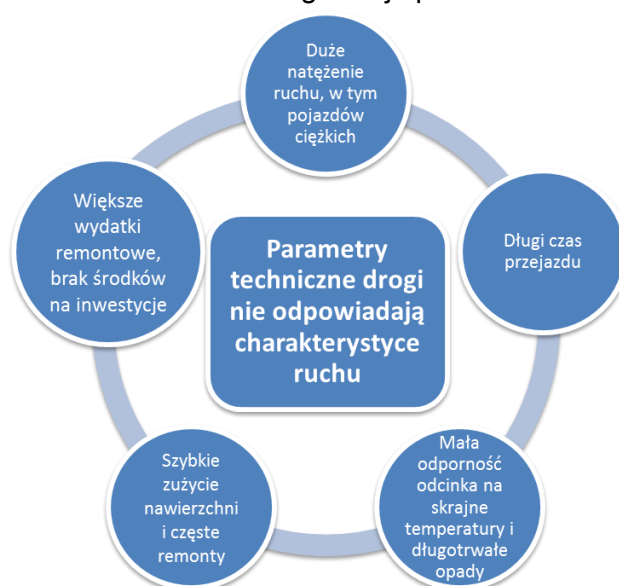 Duże
natężenie
ruchu, w tym
pojazdów
ciężkich
Większe
wydatki
remontowe,
brak środków
na inwestycje
Parametry
techniczne drogi
nie odpowiadają
charakterystyce
ruchu
Długi czas
przejazdu
Szybkie
zużycie
nawierzchni
i częste
remonty
Mała
odporność
odcinka na
skrajne
temperatury i
długotrwałe
opady